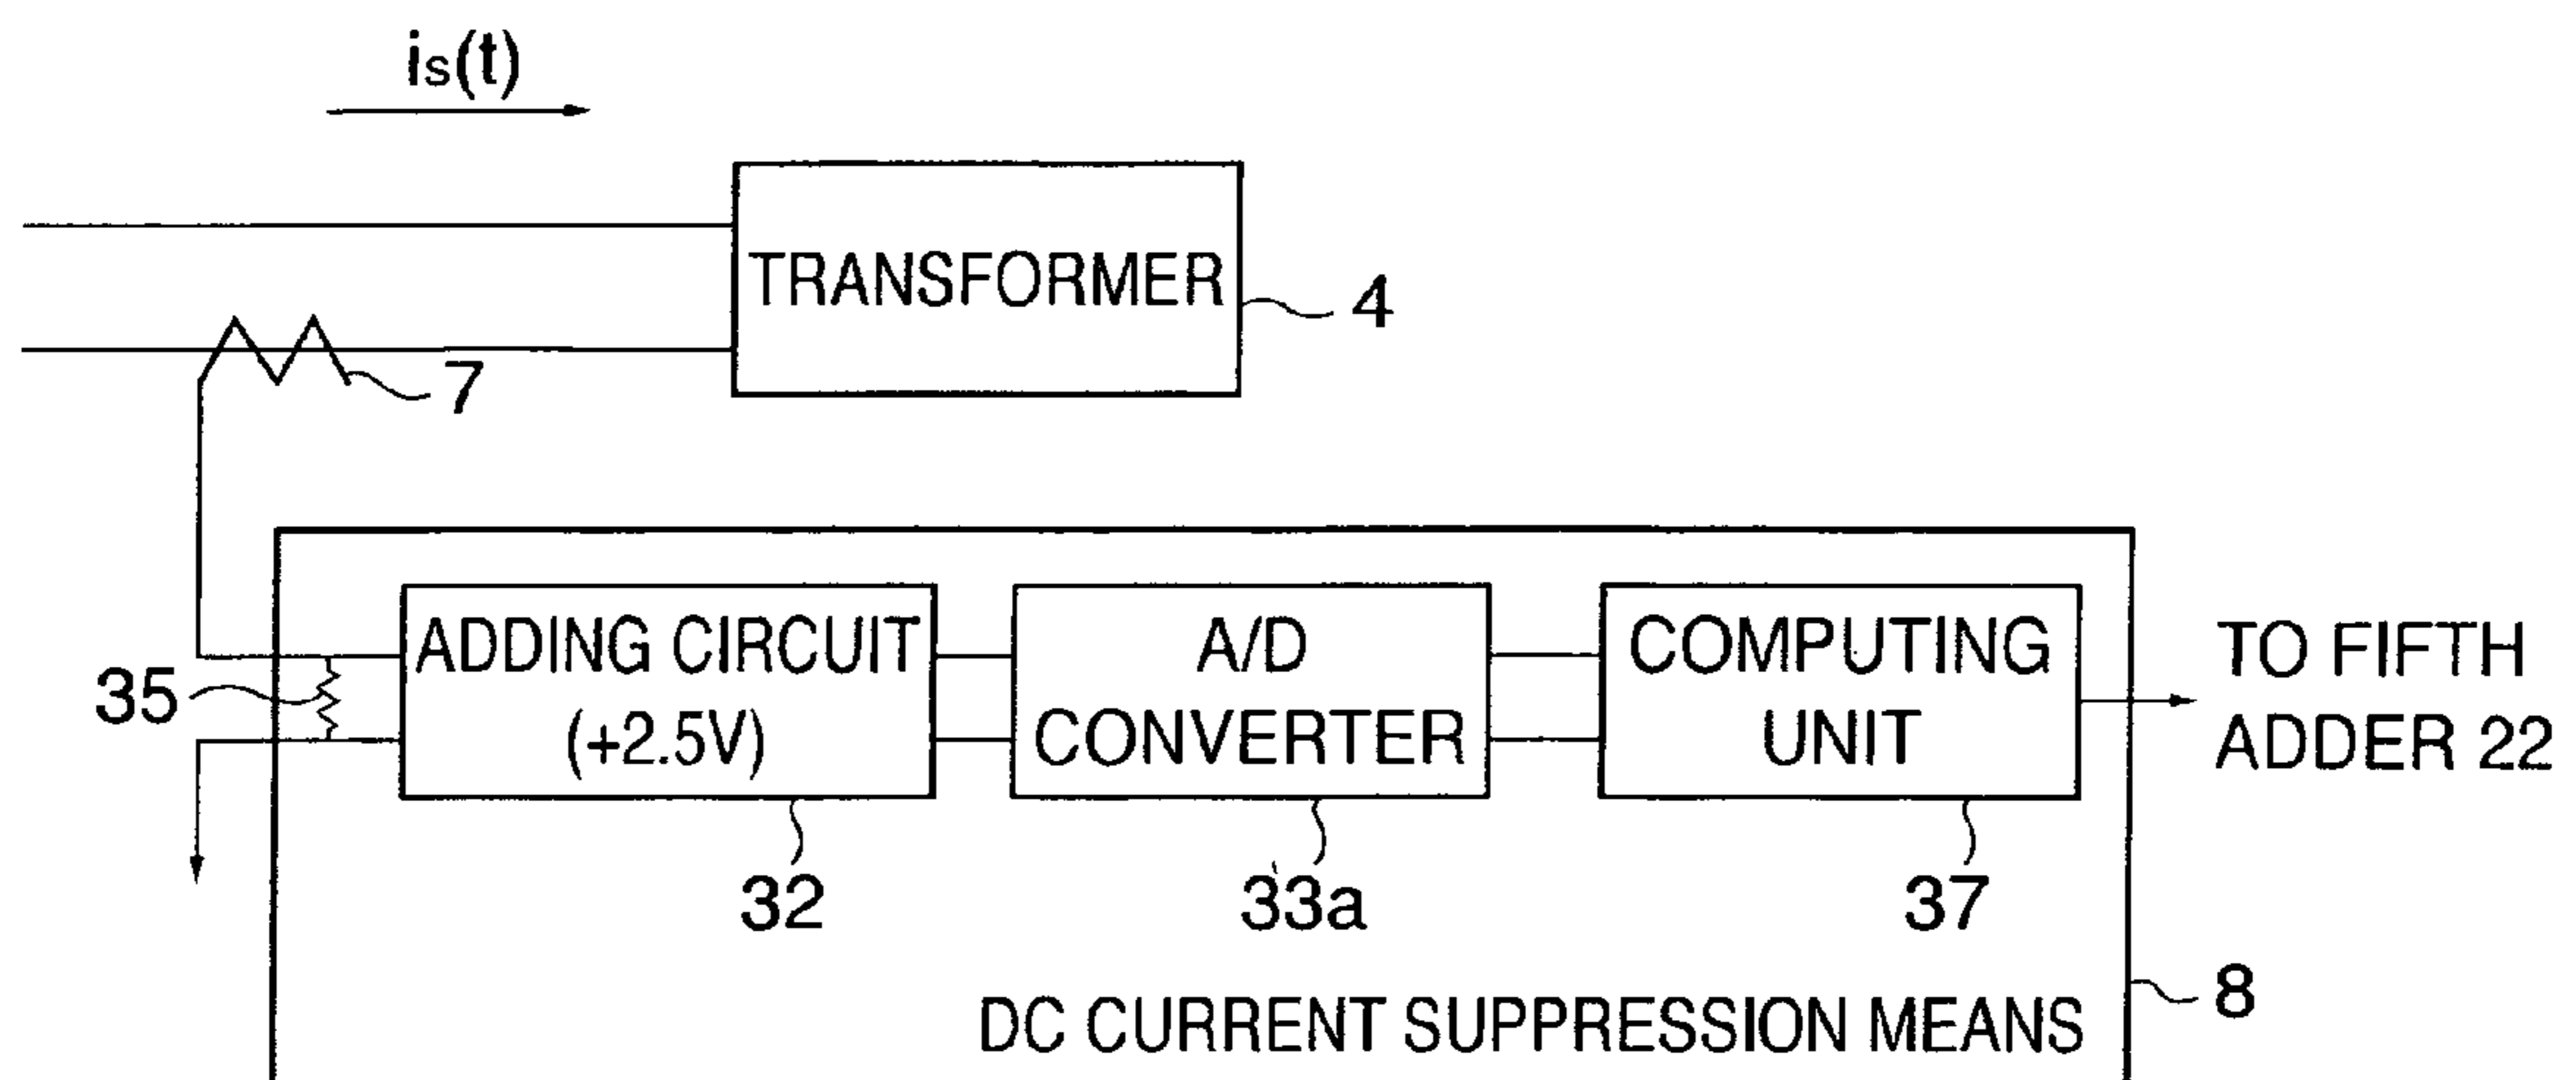 is(t)
TRANSFORMER
4
7
35
ADDING CIRCUIT
(+2.5V)
A/D
CONVERTER
COMPUTING
UNIT
TO FIFTH
ADDER 22
32
33a
37
8
DC CURRENT SUPPRESSION MEANS